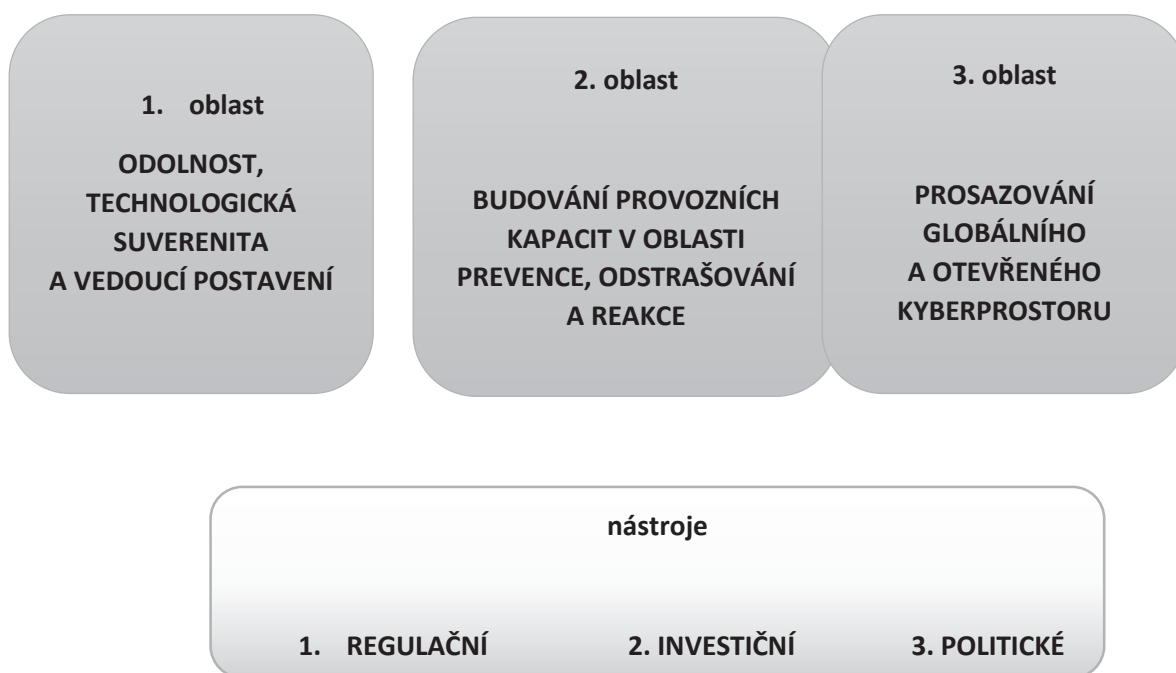 1. oblast
ODOLNOST,
TECHNOLOGICKÁ
SUVERENITA
A VEDOUCÍ POSTAVENÍ
2. oblast
BUDOVÁNÍ PROVOZNÍCH
KAPACIT V OBLASTI
PREVENCE, ODSTRAŠOVÁNÍ
A REAKCE
3. oblast
PROSAZOVÁNÍ
GLOBÁLNÍHO
A OTEVŘENÉHO
KYBERPROSTORU
nástroje
1. REGULAČNÍ 2. INVESTIČNÍ 3. POLITICKÉ